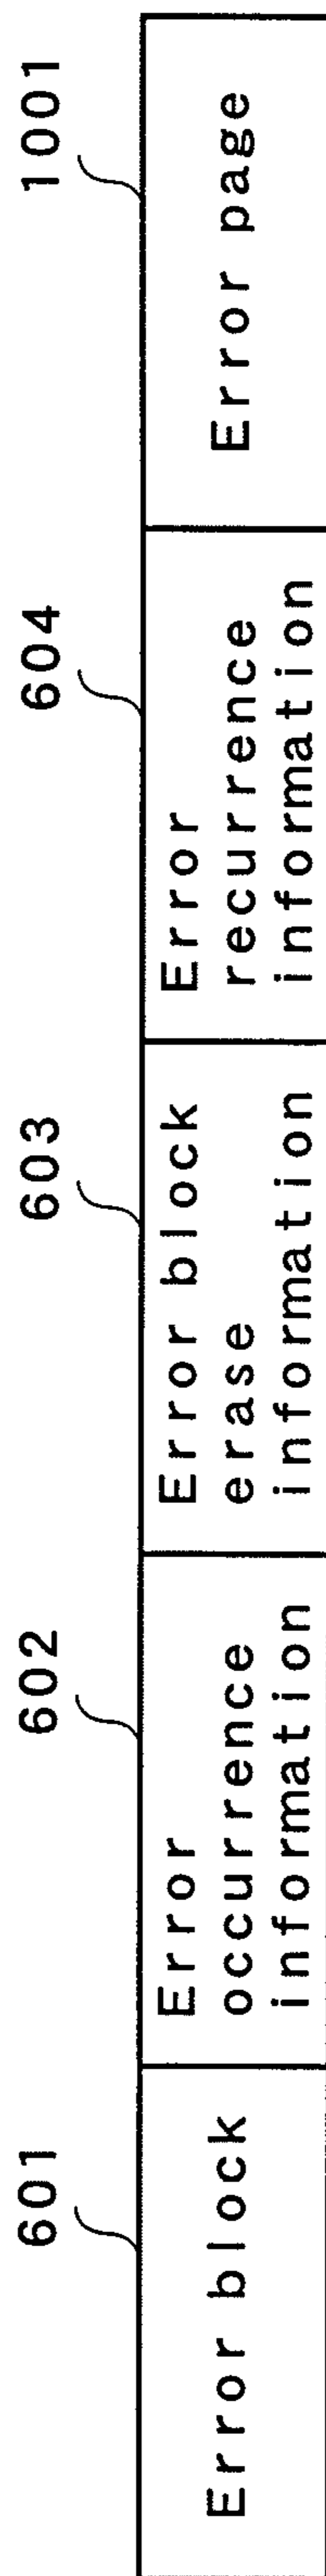 601
602
603
604
1001
Error block
Error
occurrence
information
Error block
erase
information
Error
recurrence
information
Error page